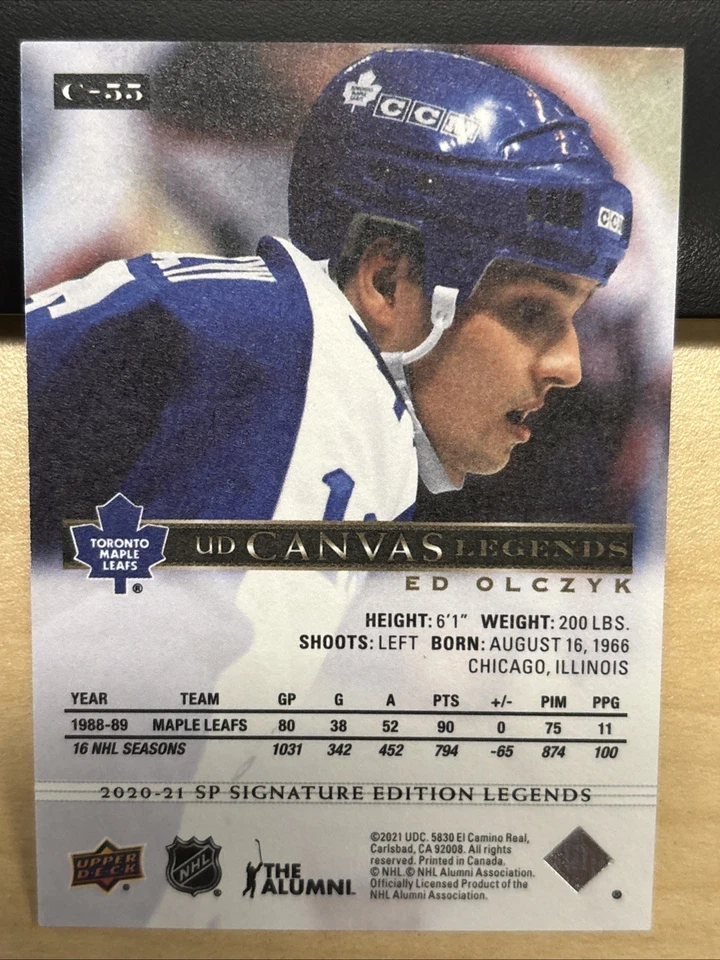 C-55
TORONTO
MAPLE
LEAFS
CCM
TORONTO
MAPLE
LEAFS
®
UD CANVAS LEGENDS
ED OLCZYK
HEIGHT: 6'1" WEIGHT: 200 LBS.
SHOOTS: LEFT BORN: AUGUST 16, 1966
CHICAGO, ILLINOIS
YEAR TEAM GP G A PTS +/- PIM PPG
1988-89 MAPLE LEAFS 80 38 52 90 0 75 11
16 NHL SEASONS 1031 342 452 794 -65 874 100
2020-21 SP SIGNATURE EDITION LEGENDS
UPPER
DECK
®
NHL
®
THE
ALUMNI
©2021 UDC. 5830 El Camino Real,
Carlsbad, CA 92008. All rights
reserved. Printed in Canada.
© NHL.© NHL Alumni Association.
Officially Licensed Product of the
NHL Alumni Association.